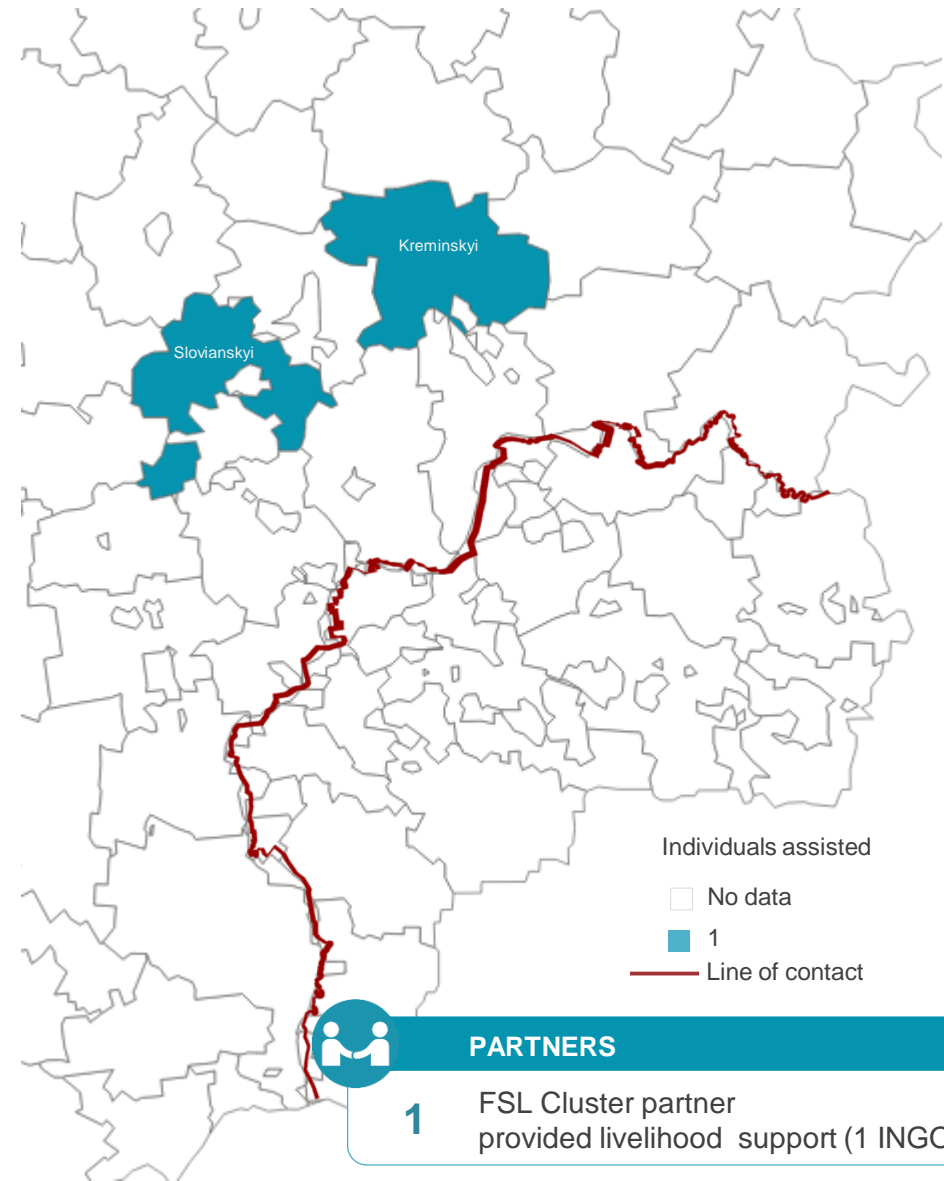 Kreminskyi
Slovianskyi
Individuals assisted
No data
1
Line of contact
PARTNERS
1 FSL Cluster partner
provided livelihood support (1 INGO